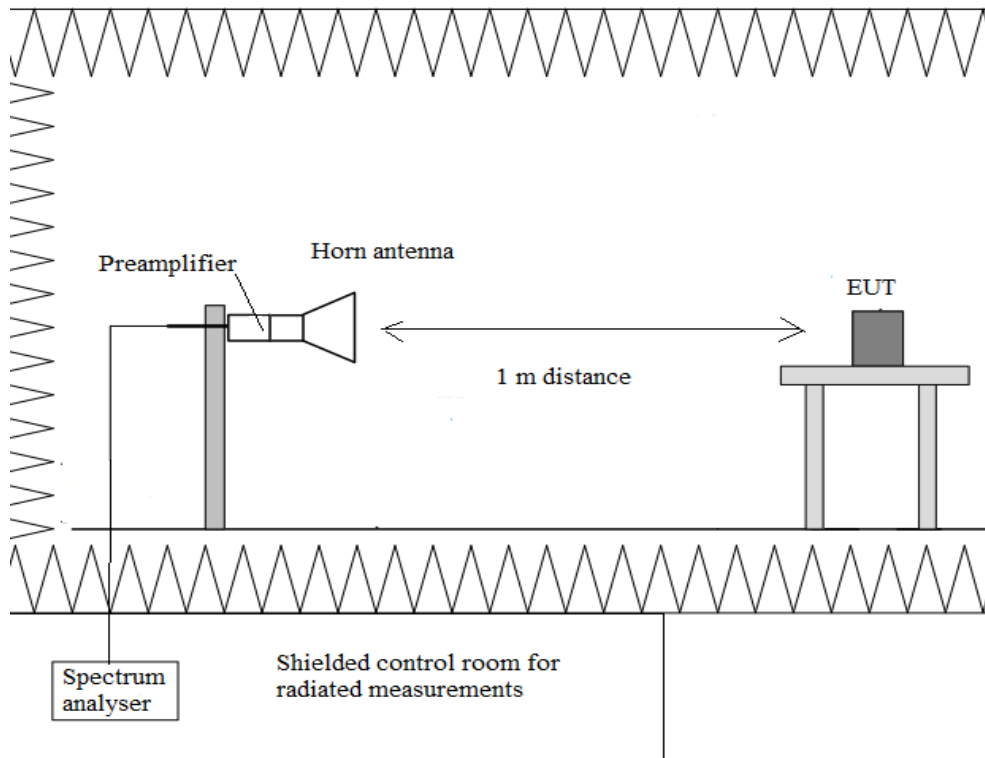 Horn antenna
Preamplifier
EUT
1 m distance
Shielded control room for
radiated measurements
Spectrum
analyser